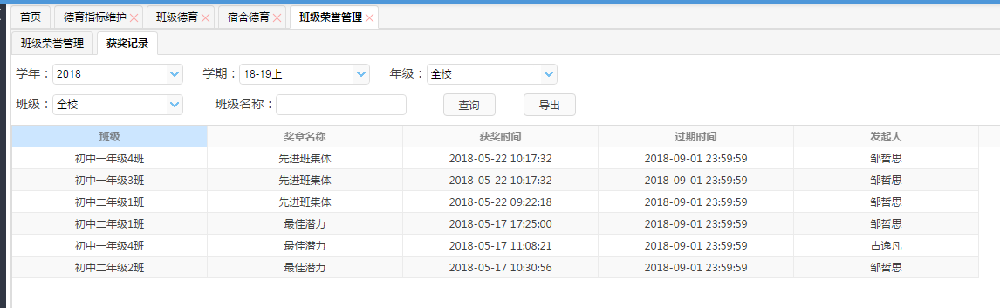 首页 德育指标维护 班级德育 宿舍德育 班级荣誉管理
班级荣誉管理 获奖记录
学年：2018 学期：18-19上 年级：全校
班级：全校 班级名称： 查询 导出
班级 奖章名称 获奖时间 过期时间 发起人
初中一年级4班 先进班集体 2018-05-22 10:17:32 2018-09-01 23:59:59 邹哲思
初中一年级3班 先进班集体 2018-05-22 10:17:32 2018-09-01 23:59:59 邹哲思
初中二年级1班 先进班集体 2018-05-22 09:22:18 2018-09-01 23:59:59 邹哲思
初中二年级1班 最佳潜力 2018-05-17 17:25:00 2018-09-01 23:59:59 邹哲思
初中一年级4班 最佳潜力 2018-05-17 11:08:21 2018-09-01 23:59:59 古逸凡
初中二年级2班 最佳潜力 2018-05-17 10:30:56 2018-09-01 23:59:59 邹哲思